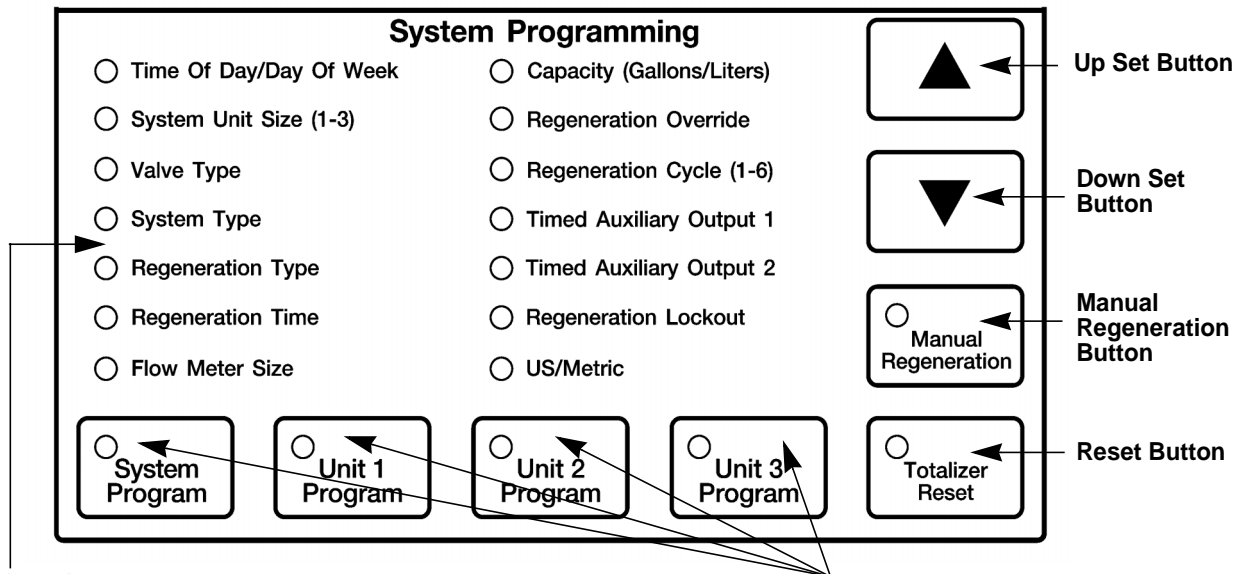 System Programming
Time Of Day/Day Of Week
System Unit Size (1-3)
Valve Type
System Type
Regeneration Type
Regeneration Time
Flow Meter Size
Capacity (Gallons/Liters)
Regeneration Override
Regeneration Cycle (1-6)
Timed Auxiliary Output 1
Timed Auxiliary Output 2
Regeneration Lockout
US/Metric
Manual
Regeneration
System
Program
Unit 1
Program
Unit 2
Program
Unit 3
Program
Totalizer
Reset
Up Set Button
Down Set
Button
Manual
Regeneration
Button
Reset Button